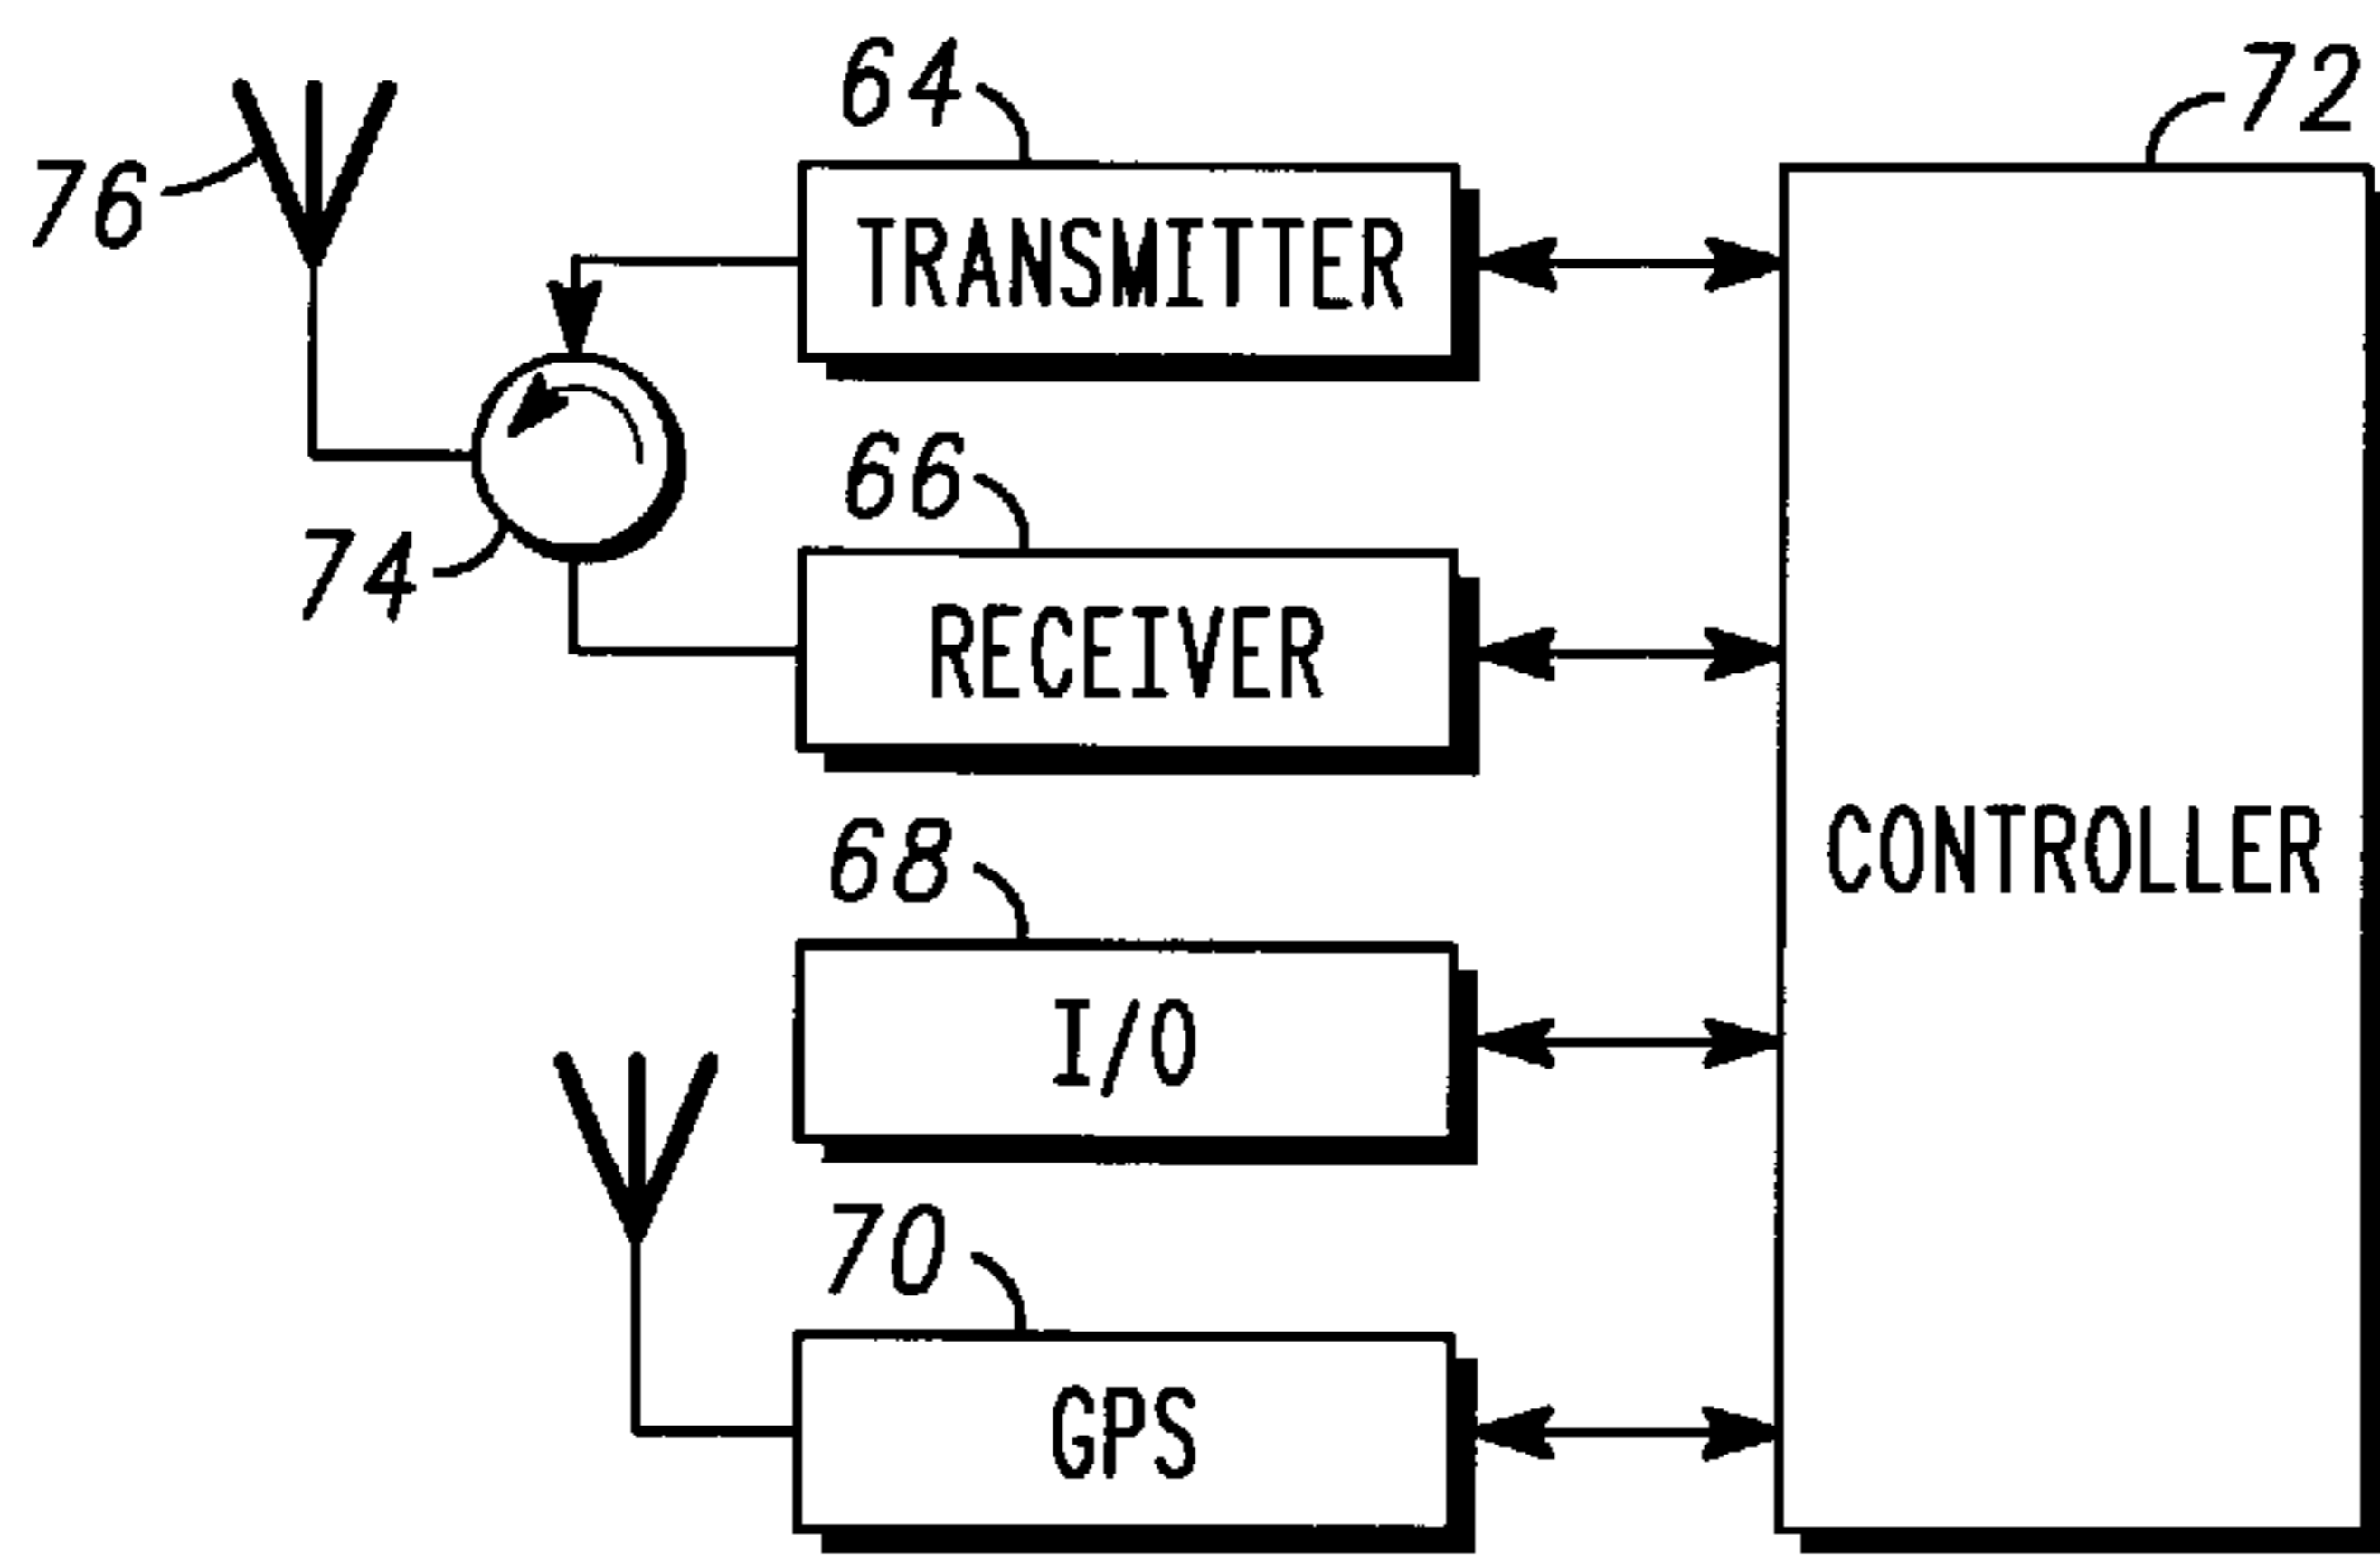 64
72
76
TRANSMITTER
66
74
RECEIVER
CONTROLLER
68
I/O
70
GPS